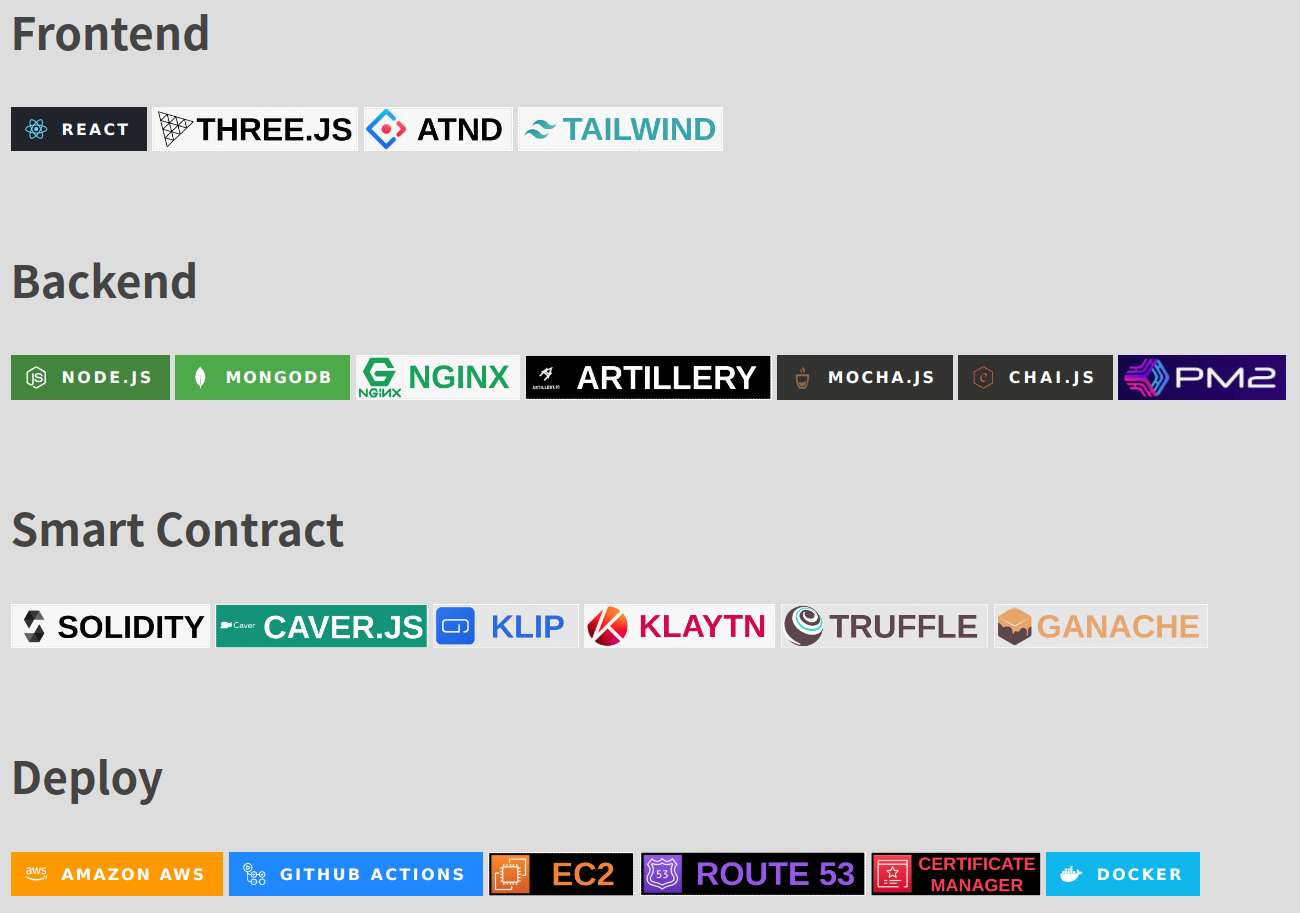 Frontend
REACT THREE.JS ATND TAILWIND
Backend
JS NODE.JS MONGODB NGINX NGINX ARTILLERY.IO ARTILLERY MOCHA.JS C CHAI.JS PM2
Smart Contract
SOLIDITY Caver CAVER.JS KLIP KLAYTN TRUFFLE GANACHE
Deploy
aws AMAZON AWS GITHUB ACTIONS EC2 53 ROUTE 53 CERTIFICATE MANAGER DOCKER